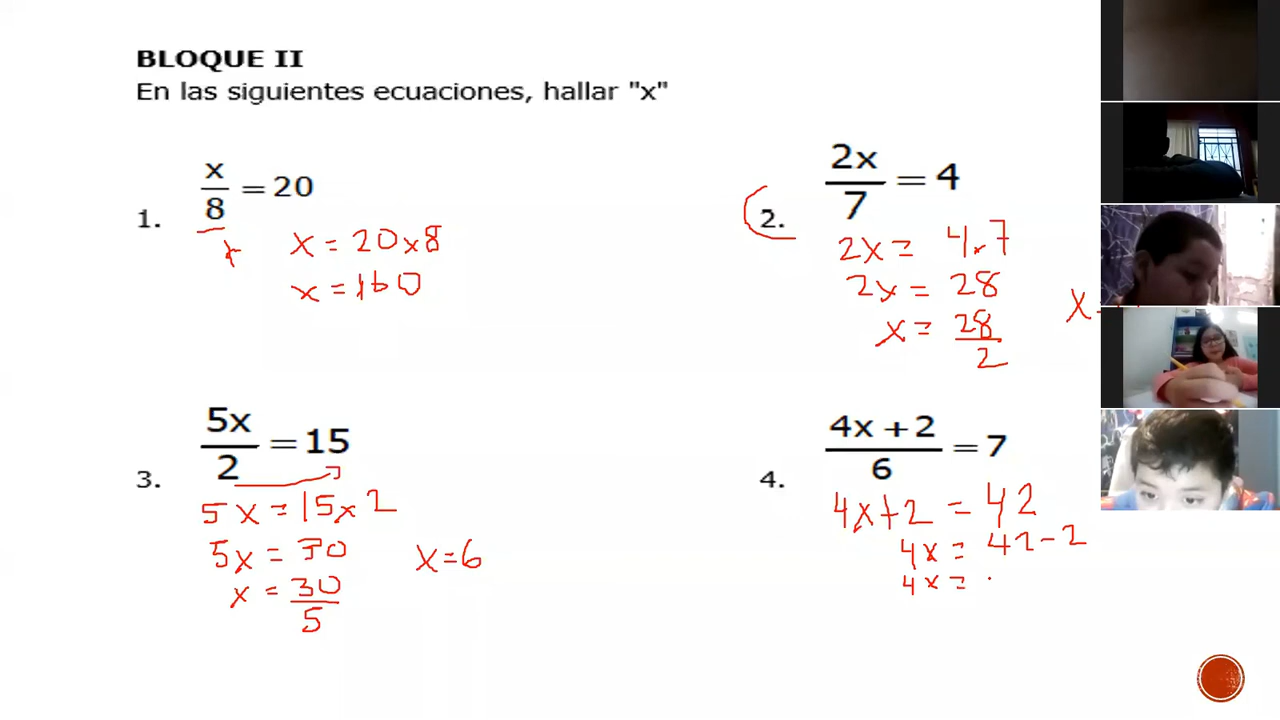 BLOQUE II
En las siguientes ecuaciones, hallar "x"
1. x/8 = 20
x = 20x8
x = 160
2. 2x/7 = 4
2x = 4x7
2x = 28
x = 28/2
x
3. 5x/2 = 15
5x = 15x2
5x = 30
x = 30/5
x=6
4. 4x + 2/6 = 7
4x+2 = 42
4x = 42-2
4x =